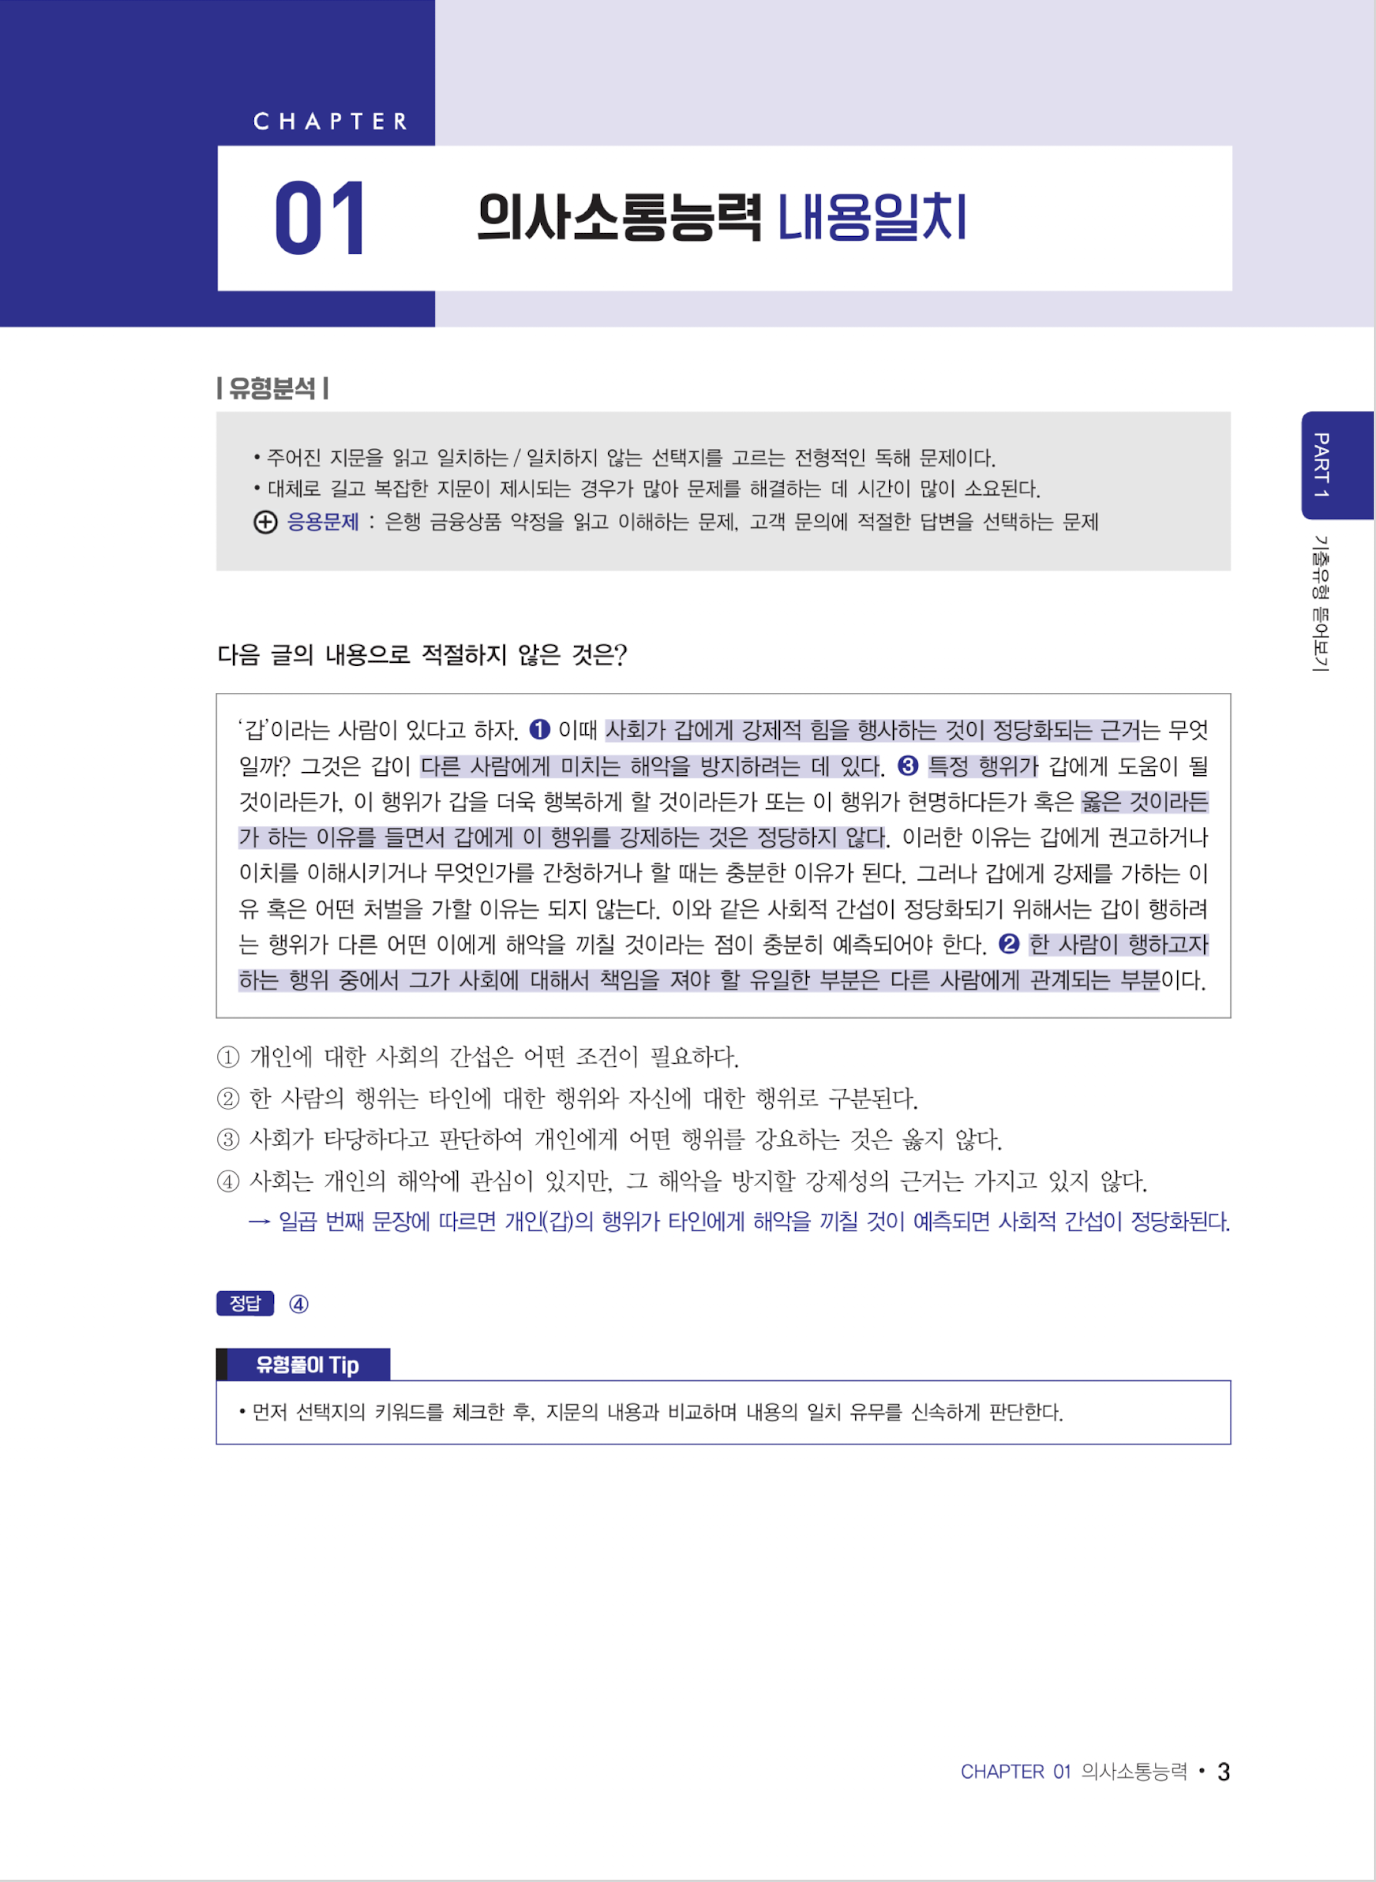 CHAPTER
01
의사소통능력 내용일치
| 유형분석 |
• 주어진 지문을 읽고 일치하는 / 일치하지 않는 선택지를 고르는 전형적인 독해 문제이다.
• 대체로 길고 복잡한 지문이 제시되는 경우가 많아 문제를 해결하는 데 시간이 많이 소요된다.
⊕ 응용문제 : 은행 금융상품 약정을 읽고 이해하는 문제, 고객 문의에 적절한 답변을 선택하는 문제
PART 1
기출유형 뜯어보기
다음 글의 내용으로 적절하지 않은 것은?
‘갑’이라는 사람이 있다고 하자. ❶ 이때 사회가 갑에게 강제적 힘을 행사하는 것이 정당화되는 근거는 무엇
일까? 그것은 갑이 다른 사람에게 미치는 해악을 방지하려는 데 있다. ❸ 특정 행위가 갑에게 도움이 될
것이라든가, 이 행위가 갑을 더욱 행복하게 할 것이라든가 또는 이 행위가 현명하다든가 혹은 옳은 것이라든
가 하는 이유를 들면서 갑에게 이 행위를 강제하는 것은 정당하지 않다. 이러한 이유는 갑에게 권고하거나
이치를 이해시키거나 무엇인가를 간청하거나 할 때는 충분한 이유가 된다. 그러나 갑에게 강제를 가하는 이
유 혹은 어떤 처벌을 가할 이유는 되지 않는다. 이와 같은 사회적 간섭이 정당화되기 위해서는 갑이 행하려
는 행위가 다른 어떤 이에게 해악을 끼칠 것이라는 점이 충분히 예측되어야 한다. ❷ 한 사람이 행하고자
하는 행위 중에서 그가 사회에 대해서 책임을 져야 할 유일한 부분은 다른 사람에게 관계되는 부분이다.
① 개인에 대한 사회의 간섭은 어떤 조건이 필요하다.
② 한 사람의 행위는 타인에 대한 행위와 자신에 대한 행위로 구분된다.
③ 사회가 타당하다고 판단하여 개인에게 어떤 행위를 강요하는 것은 옳지 않다.
④ 사회는 개인의 해악에 관심이 있지만, 그 해악을 방지할 강제성의 근거는 가지고 있지 않다.
→ 일곱 번째 문장에 따르면 개인(갑)의 행위가 타인에게 해악을 끼칠 것이 예측되면 사회적 간섭이 정당화된다.
정답 ④
유형풀이 Tip
• 먼저 선택지의 키워드를 체크한 후, 지문의 내용과 비교하며 내용의 일치 유무를 신속하게 판단한다.
CHAPTER 01 의사소통능력 • 3